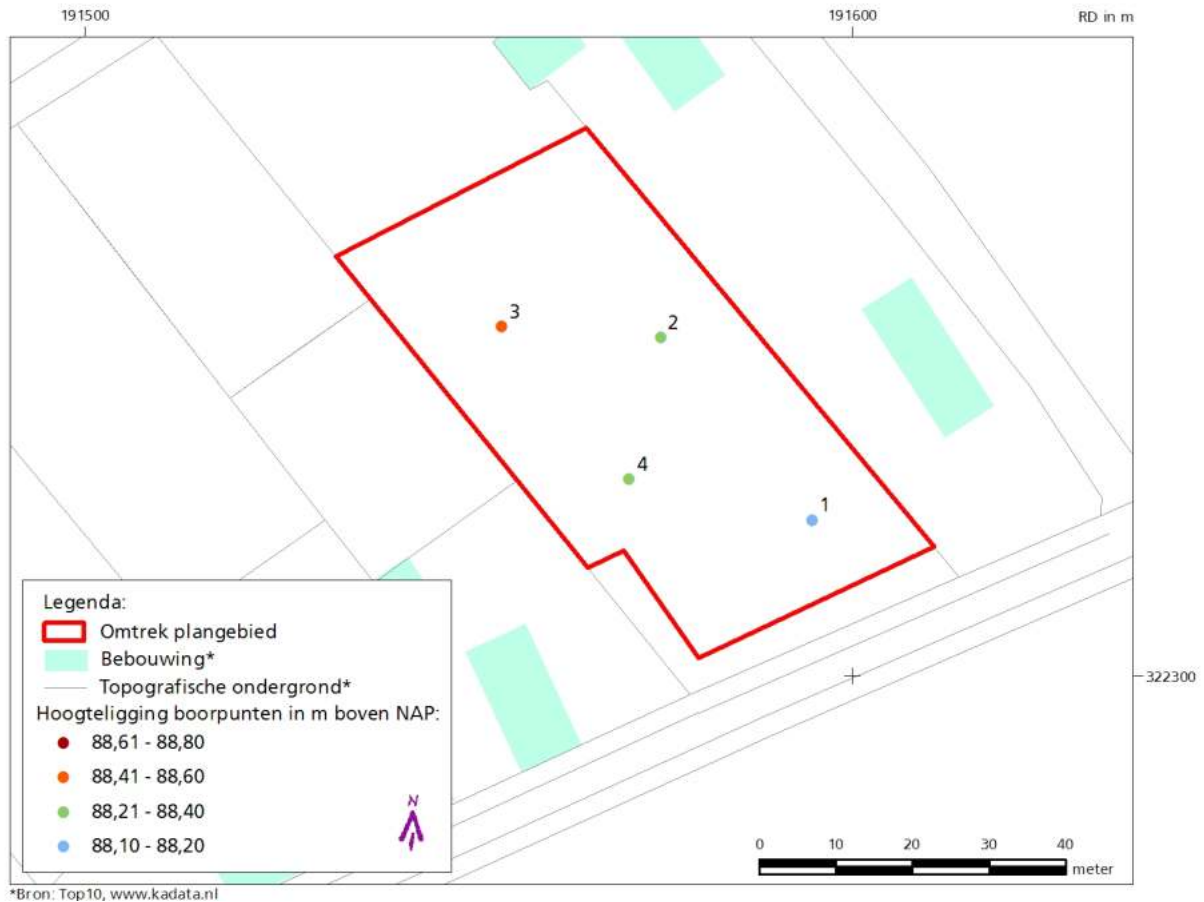 191500 191600 RD in m
3
2
4
1
322300
Legenda:
Omtrek plangebied
Bebouwing*
Topografische ondergrond*
Hoogteligging boorpunten in m boven NAP:
88,61 - 88,80
88,41 - 88,60
88,21 - 88,40
88,10 - 88,20
N
0 10 20 30 40
meter
*Bron: Top10, www.kadata.nl